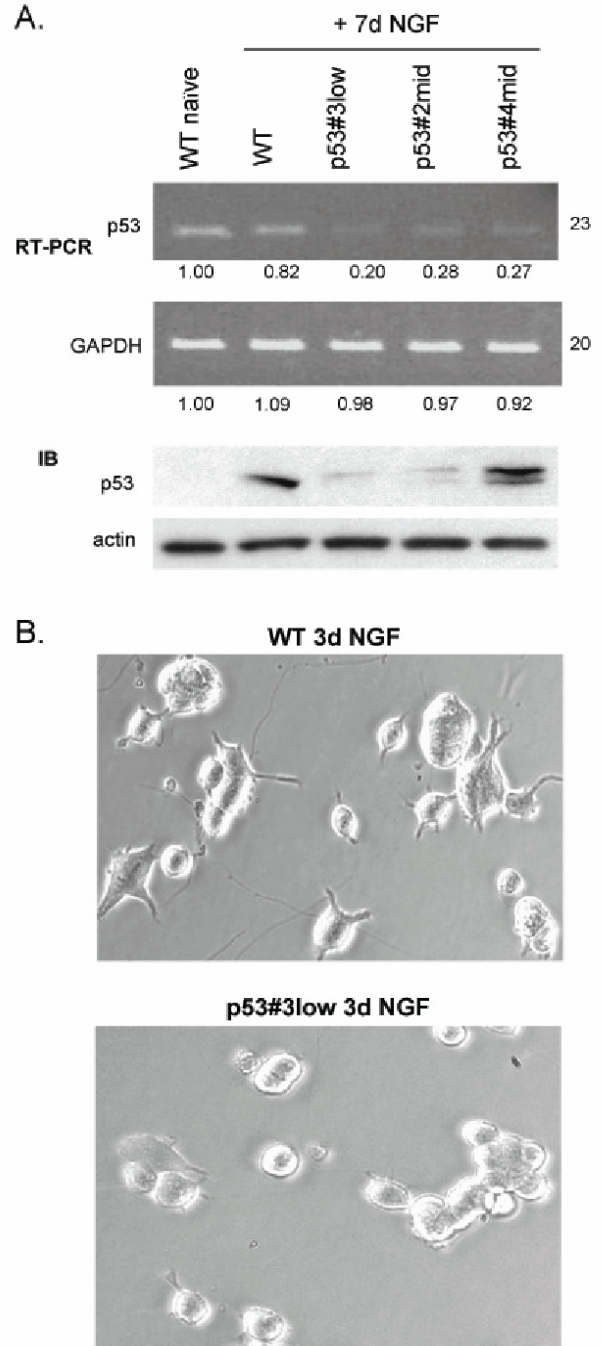 A.
+ 7d NGF
WT naïve
WT
p53#3low
p53#2mid
p53#4mid
RT-PCR
p53
23
1.00 0.82 0.20 0.28 0.27
GAPDH
20
1.00 1.09 0.98 0.97 0.92
IB
p53
actin
B.
WT 3d NGF
p53#3low 3d NGF